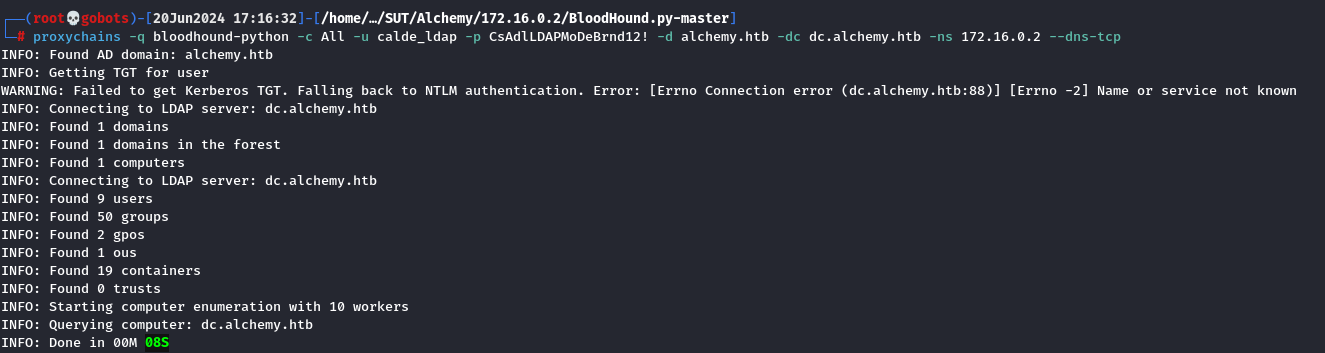 ┌──(root💀gobots)-[20Jun2024 17:16:32]-[/home/…/SUT/Alchemy/172.16.0.2/BloodHound.py-master]
└─# proxychains -q bloodhound-python -c All -u calde_ldap -p CsAdlLDAPMoDeBrnd12! -d alchemy.htb -dc dc.alchemy.htb -ns 172.16.0.2 --dns-tcp
INFO: Found AD domain: alchemy.htb
INFO: Getting TGT for user
WARNING: Failed to get Kerberos TGT. Falling back to NTLM authentication. Error: [Errno Connection error (dc.alchemy.htb:88)] [Errno -2] Name or service not known
INFO: Connecting to LDAP server: dc.alchemy.htb
INFO: Found 1 domains
INFO: Found 1 domains in the forest
INFO: Found 1 computers
INFO: Connecting to LDAP server: dc.alchemy.htb
INFO: Found 9 users
INFO: Found 50 groups
INFO: Found 2 gpos
INFO: Found 1 ous
INFO: Found 19 containers
INFO: Found 0 trusts
INFO: Starting computer enumeration with 10 workers
INFO: Querying computer: dc.alchemy.htb
INFO: Done in 00M 08S